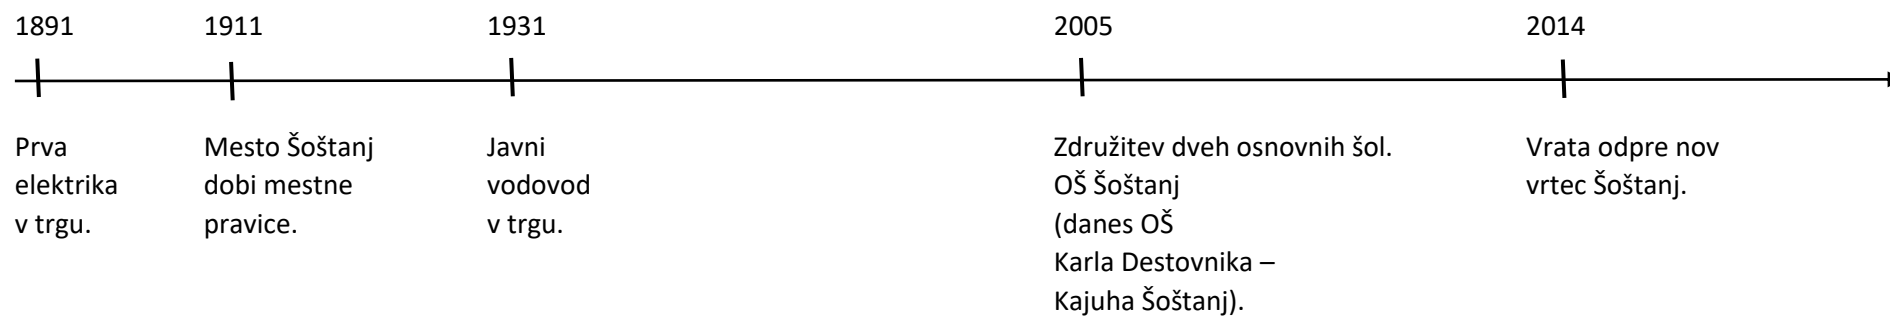 1891
1911
1931
2005
2014
Prva
elektrika
v trgu.
Mesto Šoštanj
dobi mestne
pravice.
Javni
vodovod
v trgu.
Združitev dveh osnovnih šol.
OŠ Šoštanj
(danes OŠ
Karla Destovnika –
Kajuha Šoštanj).
Vrata odpre nov
vrtec Šoštanj.